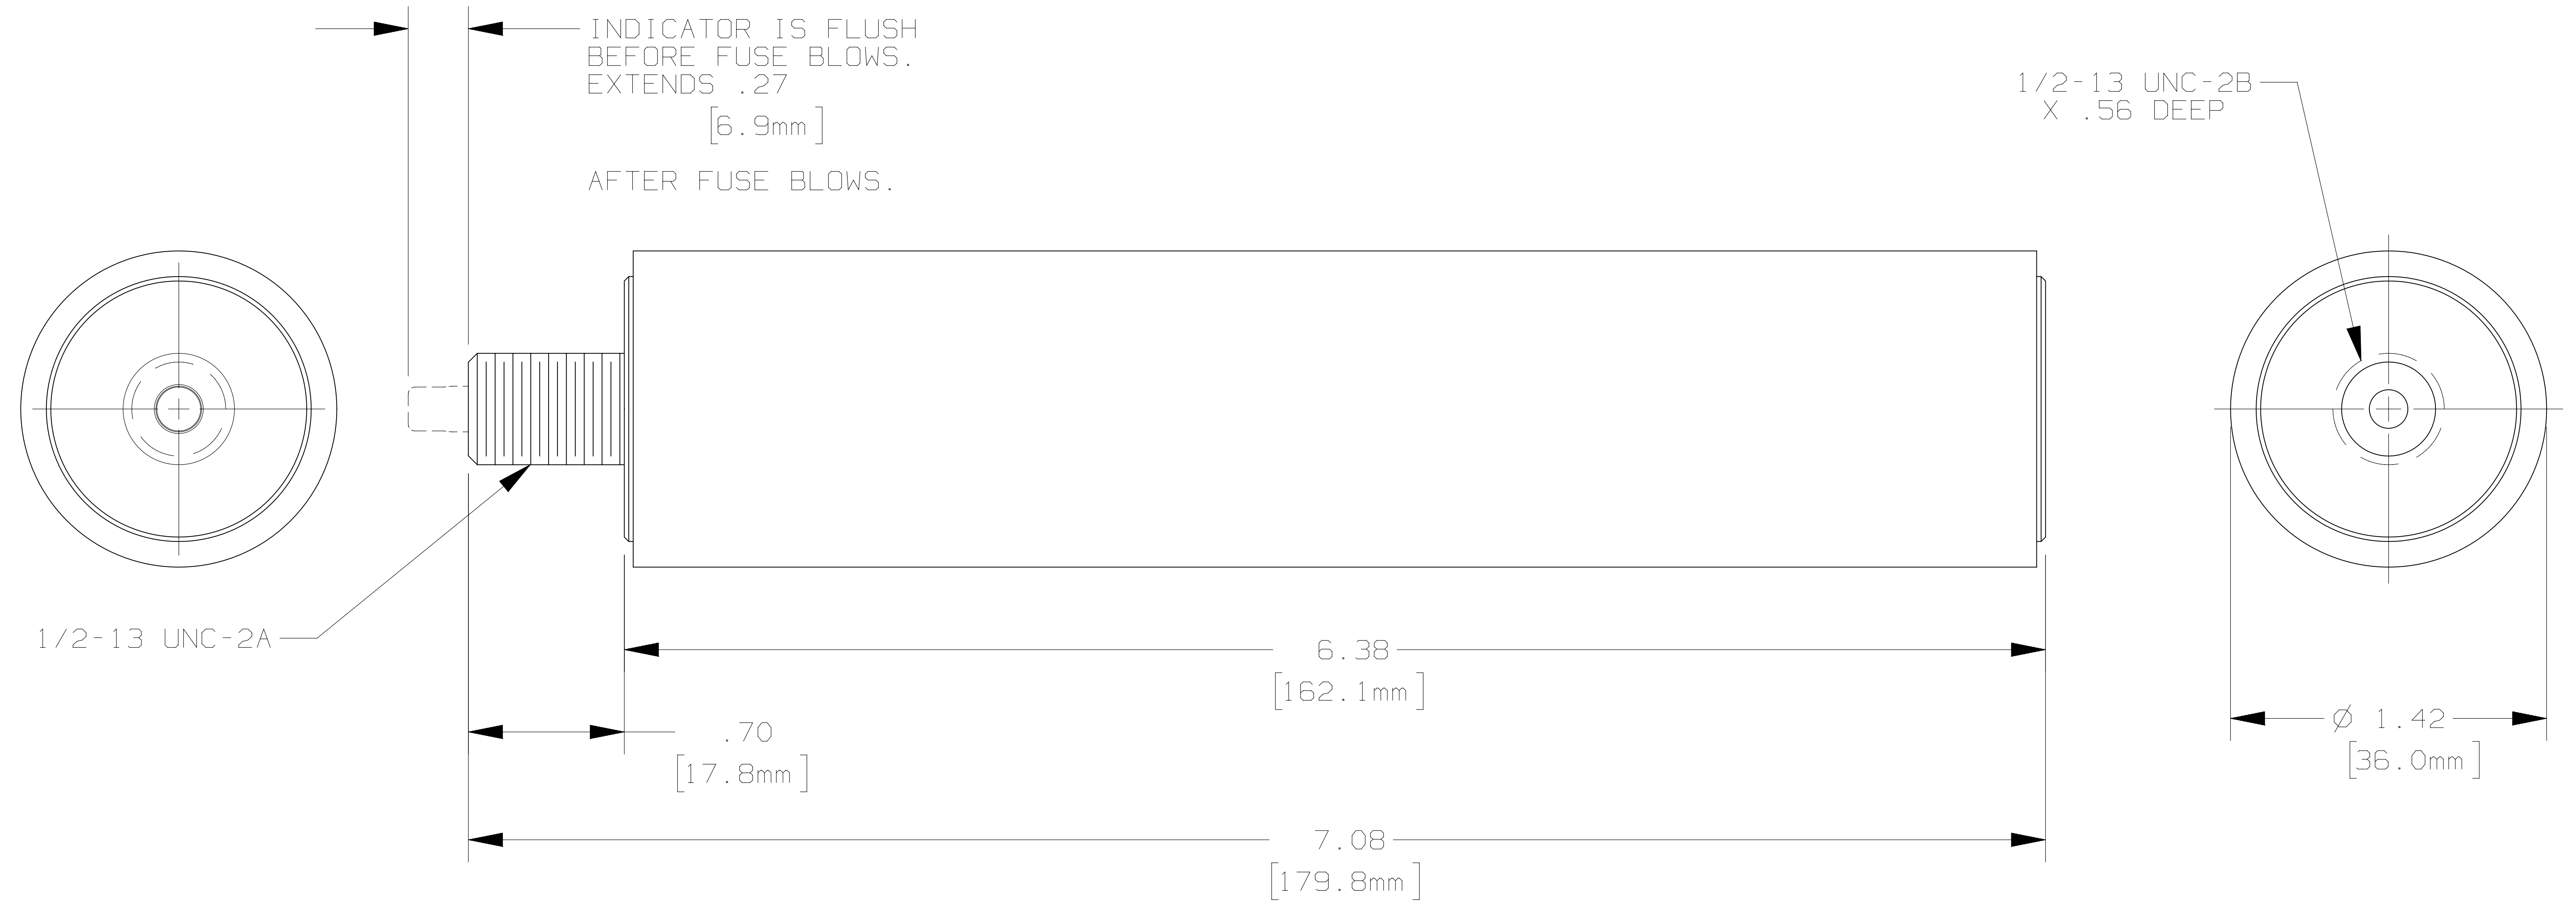 INDICATOR IS FLUSH
BEFORE FUSE BLOWS.
EXTENDS .27
[6.9mm]
AFTER FUSE BLOWS.
1/2-13 UNC-2B
X .56 DEEP
1/2-13 UNC-2A
6.38
[162.1mm]
.70
[17.8mm]
Ø 1.42
[36.0mm]
7.08
[179.8mm]